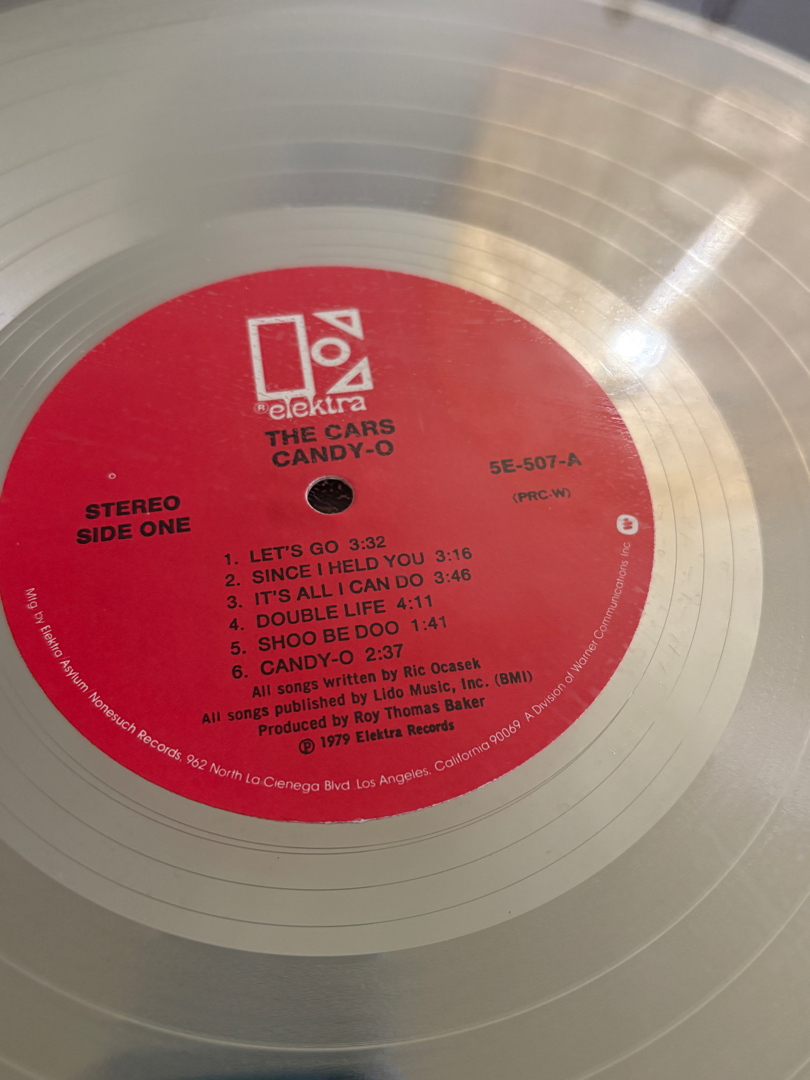 ® elektra
THE CARS
CANDY-O
5E-507-A
(PRC-W)
STEREO
SIDE ONE
1. LET'S GO 3:32
2. SINCE I HELD YOU 3:16
3. IT'S ALL I CAN DO 3:46
4. DOUBLE LIFE 4:11
5. SHOO BE DOO 1:41
6. CANDY-O 2:37
All songs written by Ric Ocasek
All songs published by Lido Music, Inc. (BMI)
Produced by Roy Thomas Baker
℗ 1979 Elektra Records
Mfg. by Elektra Asylum Nonesuch Records, 962 North La Cienega Blvd. Los Angeles, California 90069 A Division of Warner Communications Inc.